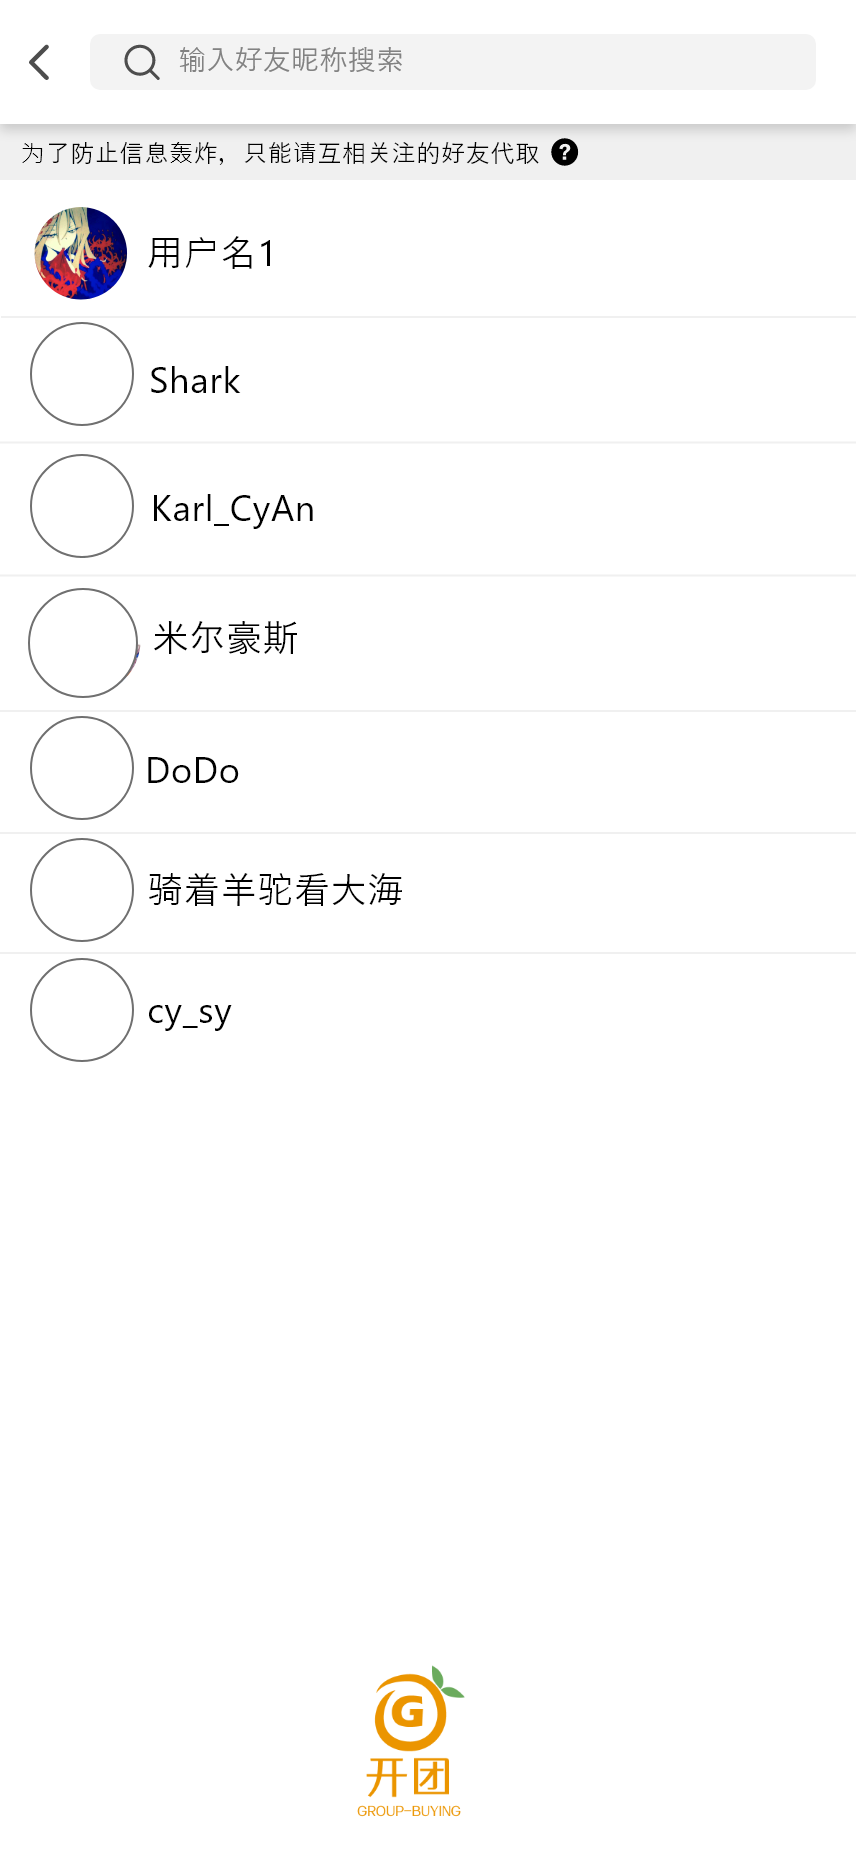 输入好友昵称搜索
为了防止信息轰炸，只能请互相关注的好友代取 ?
用户名1
Shark
Karl_CyAn
米尔豪斯
DoDo
骑着羊驼看大海
cy_sy
G
开团
GROUP-BUYING